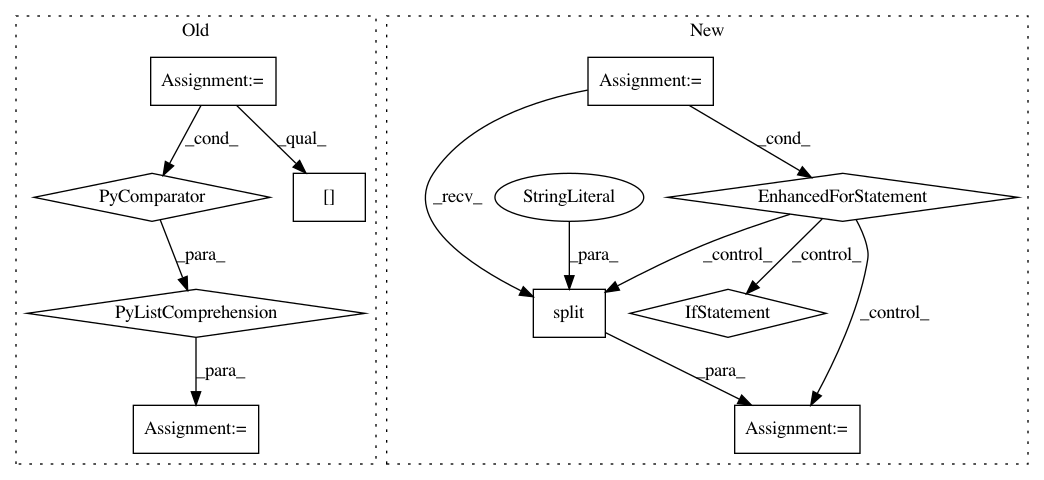 Old
New
Assignment:=
Assignment:=
_cond_
_qual_
_cond_
PyComparator
[]
_recv_
StringLiteral
EnhancedForStatement
_para_
_para_
_control_
_control_
_control_
PyListComprehension
split
IfStatement
_para_
_para_
Assignment:=
Assignment:=